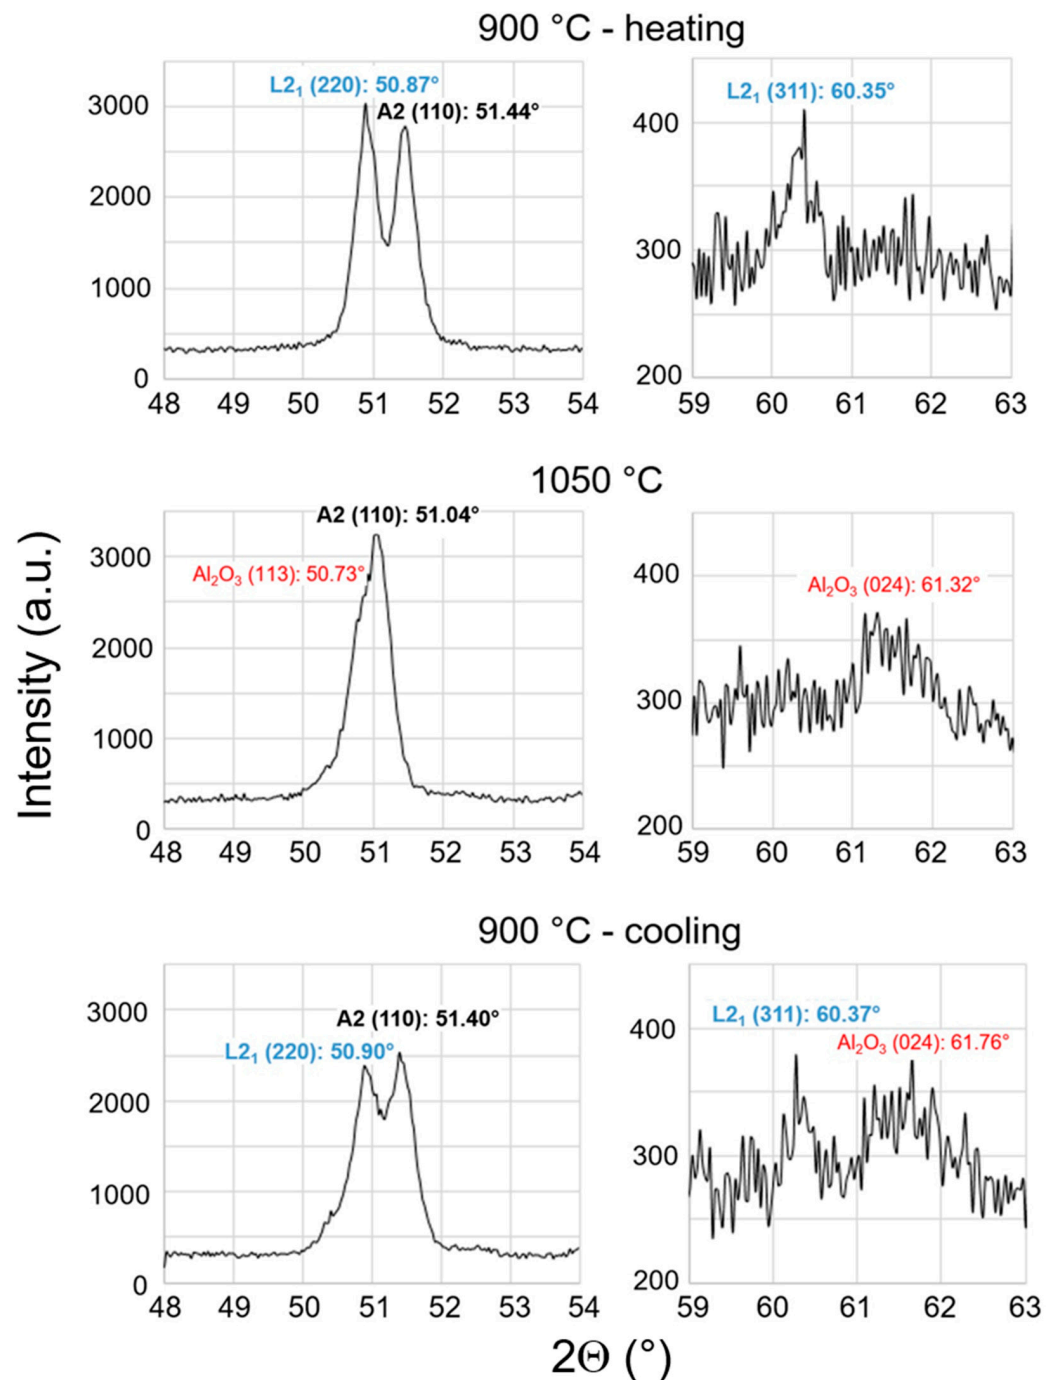 900 °C - heating
L2₁ (220): 50.87°
A2 (110): 51.44°
3000
2000
1000
0
48 49 50 51 52 53 54
L2₁ (311): 60.35°
400
300
200
59 60 61 62 63
1050 °C
A2 (110): 51.04°
Al₂O₃ (113): 50.73°
3000
2000
1000
0
48 49 50 51 52 53 54
Al₂O₃ (024): 61.32°
400
300
200
59 60 61 62 63
Intensity (a.u.)
900 °C - cooling
A2 (110): 51.40°
L2₁ (220): 50.90°
3000
2000
1000
0
48 49 50 51 52 53 54
L2₁ (311): 60.37°
Al₂O₃ (024): 61.76°
400
300
200
59 60 61 62 63
2Θ (°)